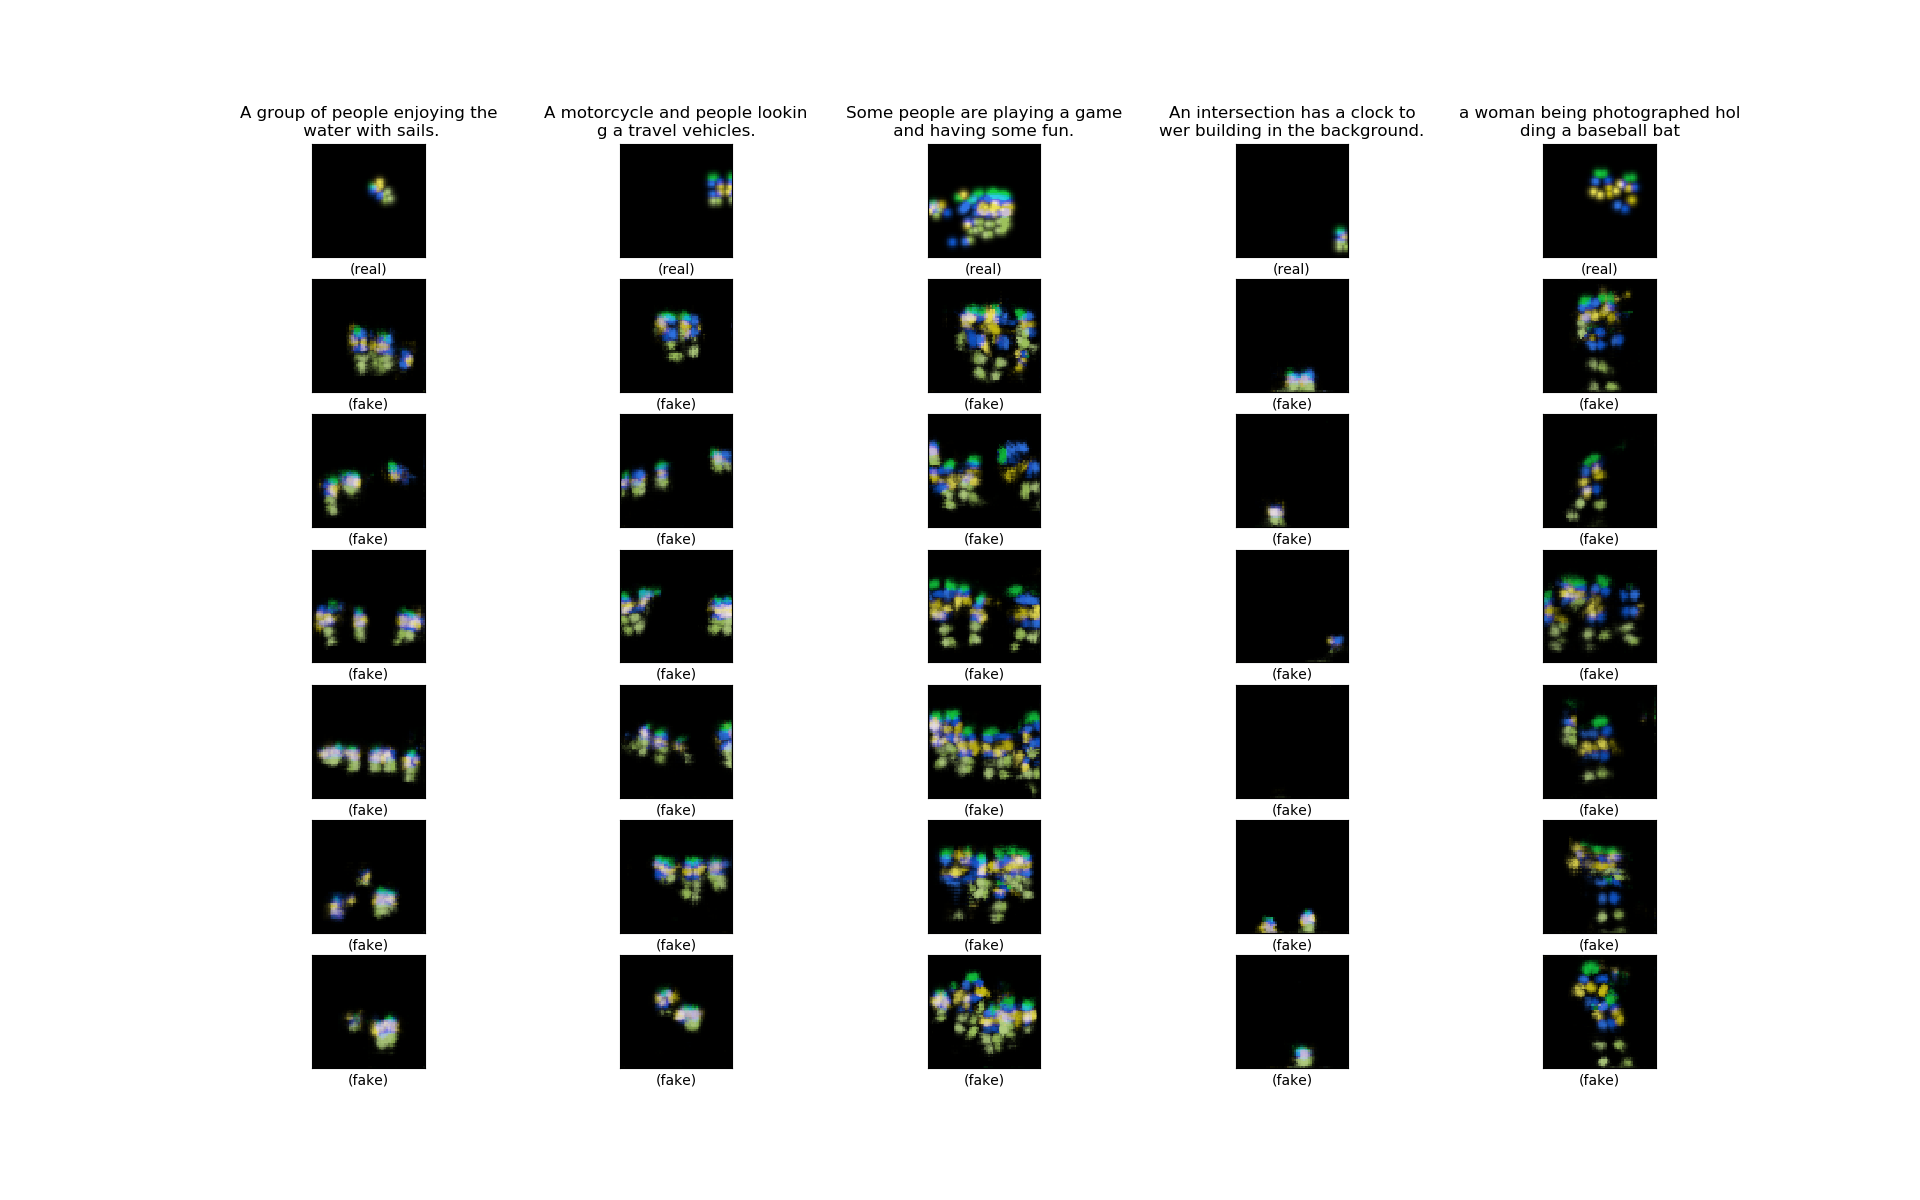 A group of people enjoying the
water with sails.
A motorcycle and people lookin
g a travel vehicles.
Some people are playing a game
and having some fun.
An intersection has a clock to
wer building in the background.
a woman being photographed hol
ding a baseball bat
(real) (real) (real) (real) (real)
(fake) (fake) (fake) (fake) (fake)
(fake) (fake) (fake) (fake) (fake)
(fake) (fake) (fake) (fake) (fake)
(fake) (fake) (fake) (fake) (fake)
(fake) (fake) (fake) (fake) (fake)
(fake) (fake) (fake) (fake) (fake)